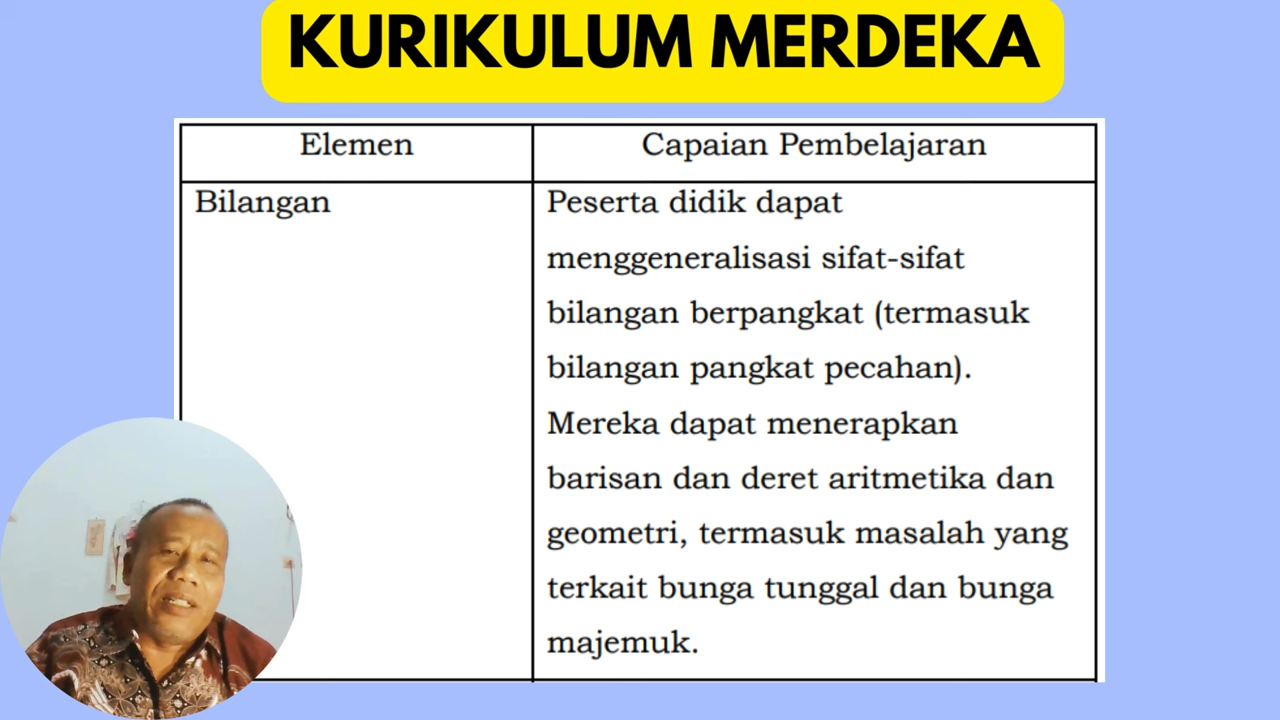 KURIKULUM MERDEKA
Elemen
Capaian Pembelajaran
Bilangan
Peserta didik dapat
menggeneralisasi sifat-sifat
bilangan berpangkat (termasuk
bilangan pangkat pecahan).
Mereka dapat menerapkan
barisan dan deret aritmetika dan
geometri, termasuk masalah yang
terkait bunga tunggal dan bunga
majemuk.